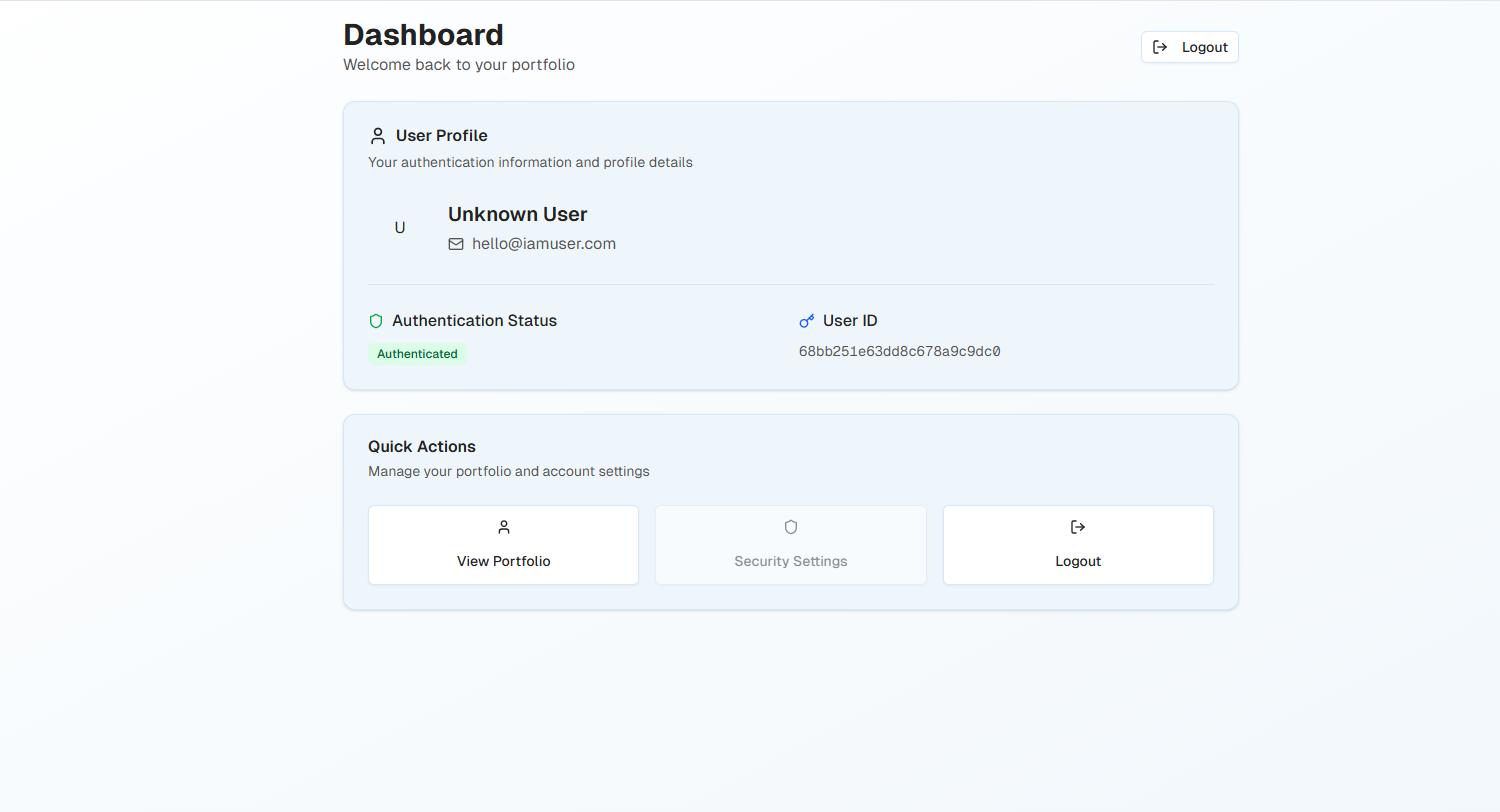 Dashboard
Welcome back to your portfolio
Logout
User Profile
Your authentication information and profile details
U
Unknown User
hello@iamuser.com
Authentication Status
User ID
Authenticated
68bb251e63dd8c678a9c9dc0
Quick Actions
Manage your portfolio and account settings
View Portfolio
Security Settings
Logout